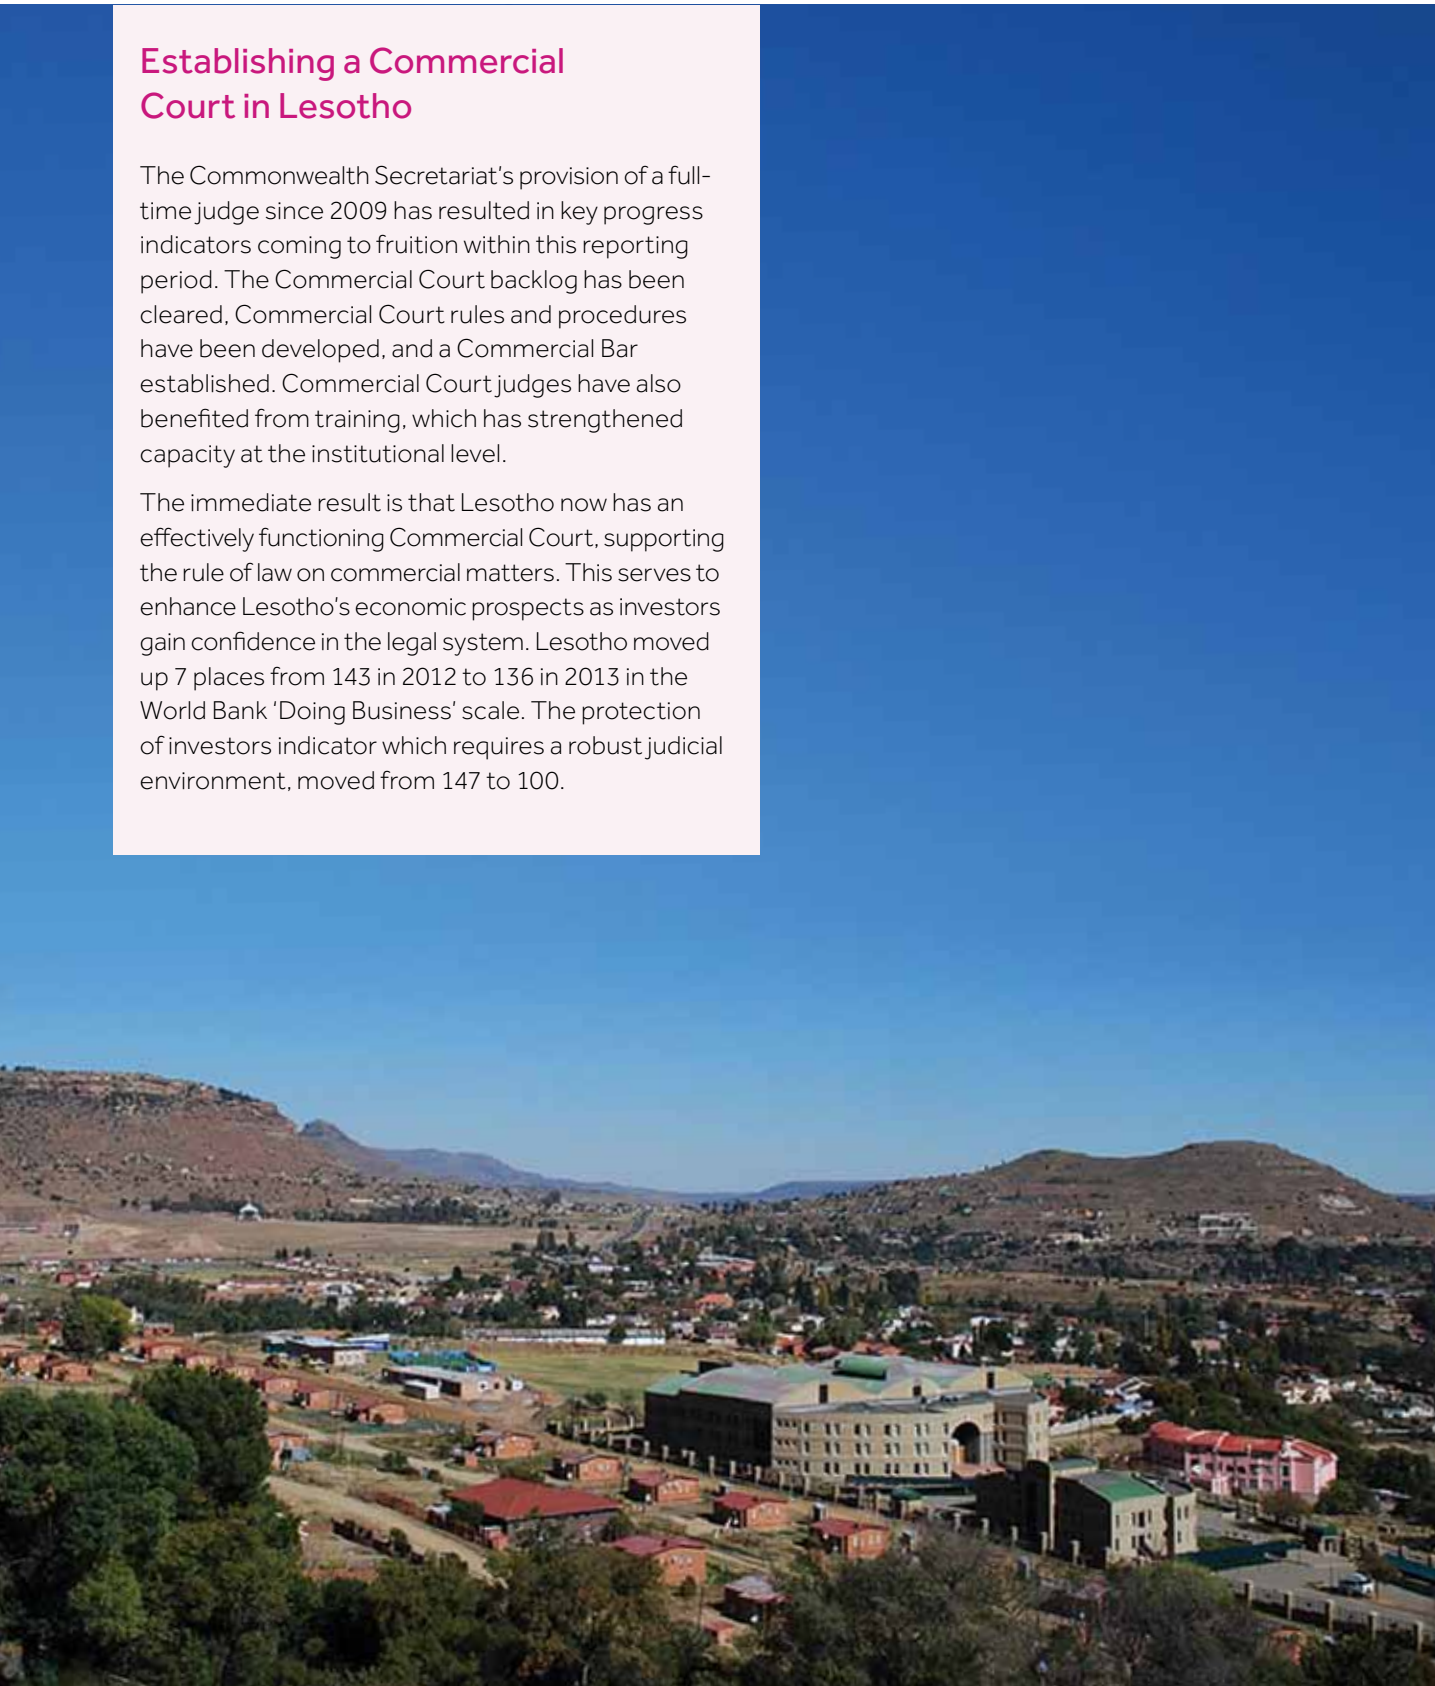 Establishing a Commercial
Court in Lesotho
The Commonwealth Secretariat's provision of a full-
time judge since 2009 has resulted in key progress
indicators coming to fruition within this reporting
period. The Commercial Court backlog has been
cleared, Commercial Court rules and procedures
have been developed, and a Commercial Bar
established. Commercial Court judges have also
benefited from training, which has strengthened
capacity at the institutional level.
The immediate result is that Lesotho now has an
effectively functioning Commercial Court, supporting
the rule of law on commercial matters. This serves to
enhance Lesotho's economic prospects as investors
gain confidence in the legal system. Lesotho moved
up 7 places from 143 in 2012 to 136 in 2013 in the
World Bank 'Doing Business' scale. The protection
of investors indicator which requires a robust judicial
environment, moved from 147 to 100.